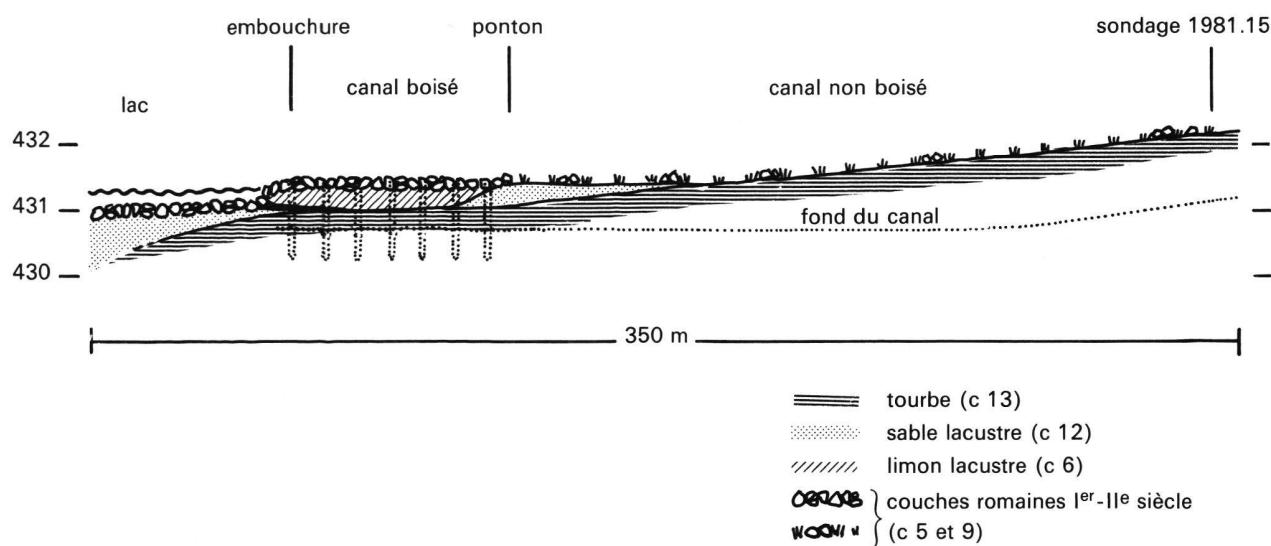 embouchure ponton sondage 1981.15
lac canal boisé canal non boisé
432
431
fond du canal
430
350 m
tourbe (c 13)
sable lacustre (c 12)
limon lacustre (c 6)
couches romaines Ier-IIe siècle
(c 5 et 9)